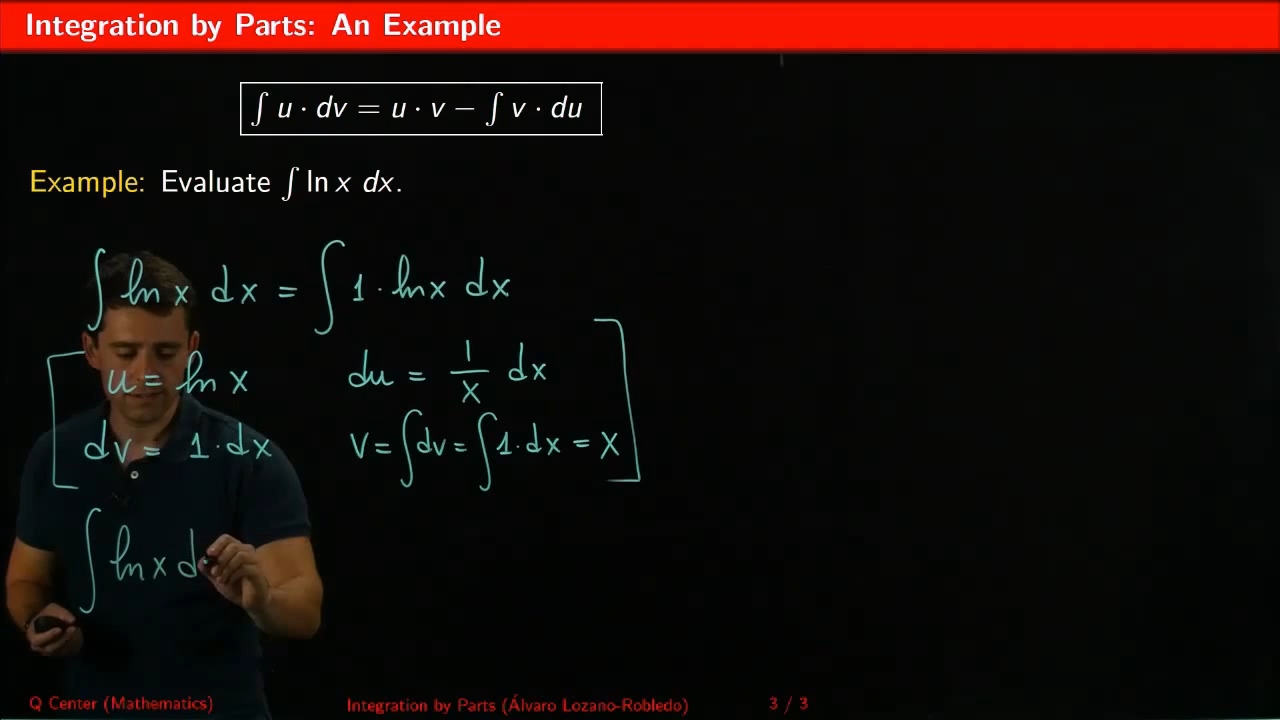 Integration by Parts: An Example
∫ u · dv = u · v − ∫ v · du
Example: Evaluate ∫ ln x dx.
∫ ln x dx = ∫ 1 · ln x dx
u = ln x du = 1/x dx
dv = 1 · dx v = ∫ dv = ∫ 1 · dx = x
∫ ln x d
Q Center (Mathematics) Integration by Parts (Álvaro Lozano-Robledo) 3 / 3